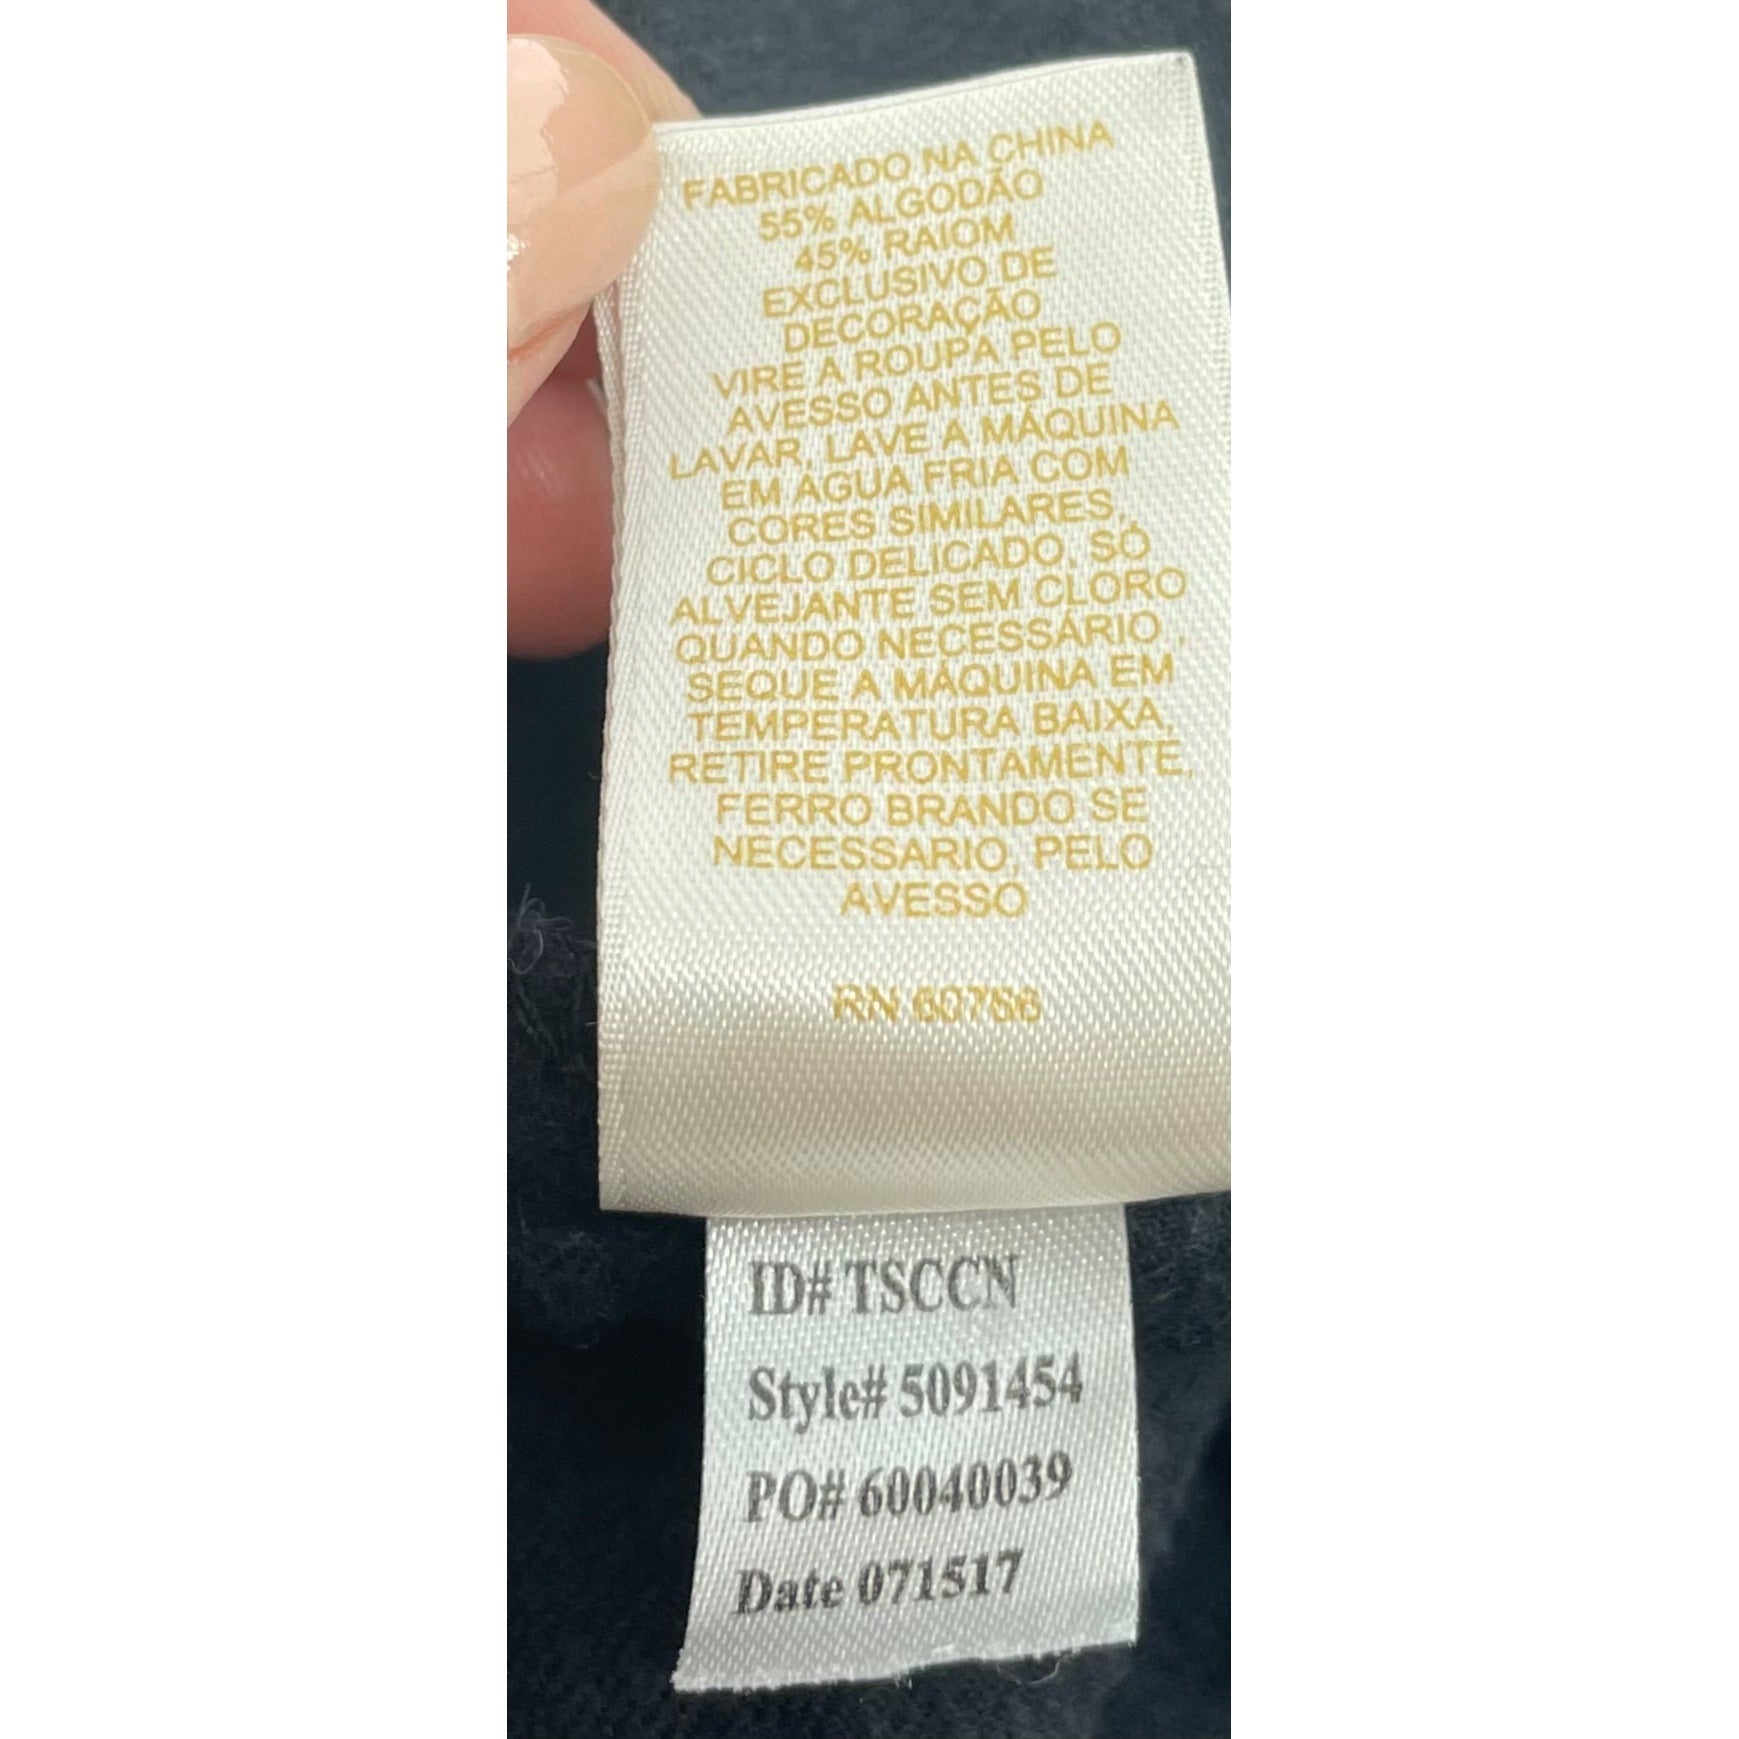 FABRICADO NA CHINA
55% ALGODÃO
45% RAIOM
EXCLUSIVO DE
DECORAÇÃO
VIRE A ROUPA PELO
AVESSO ANTES DE
LAVAR, LAVE A MÁQUINA
EM ÁGUA FRIA COM
CORES SIMILARES,
CICLO DELICADO, SÓ
ALVEJANTE SEM CLORO
QUANDO NECESSÁRIO ,
SEQUE A MÁQUINA EM
TEMPERATURA BAIXA,
RETIRE PRONTAMENTE,
FERRO BRANDO SE
NECESSARIO, PELO
AVESSO
RN 60766
ID# TSCCN
Style# 5091454
PO# 60040039
Date 071517